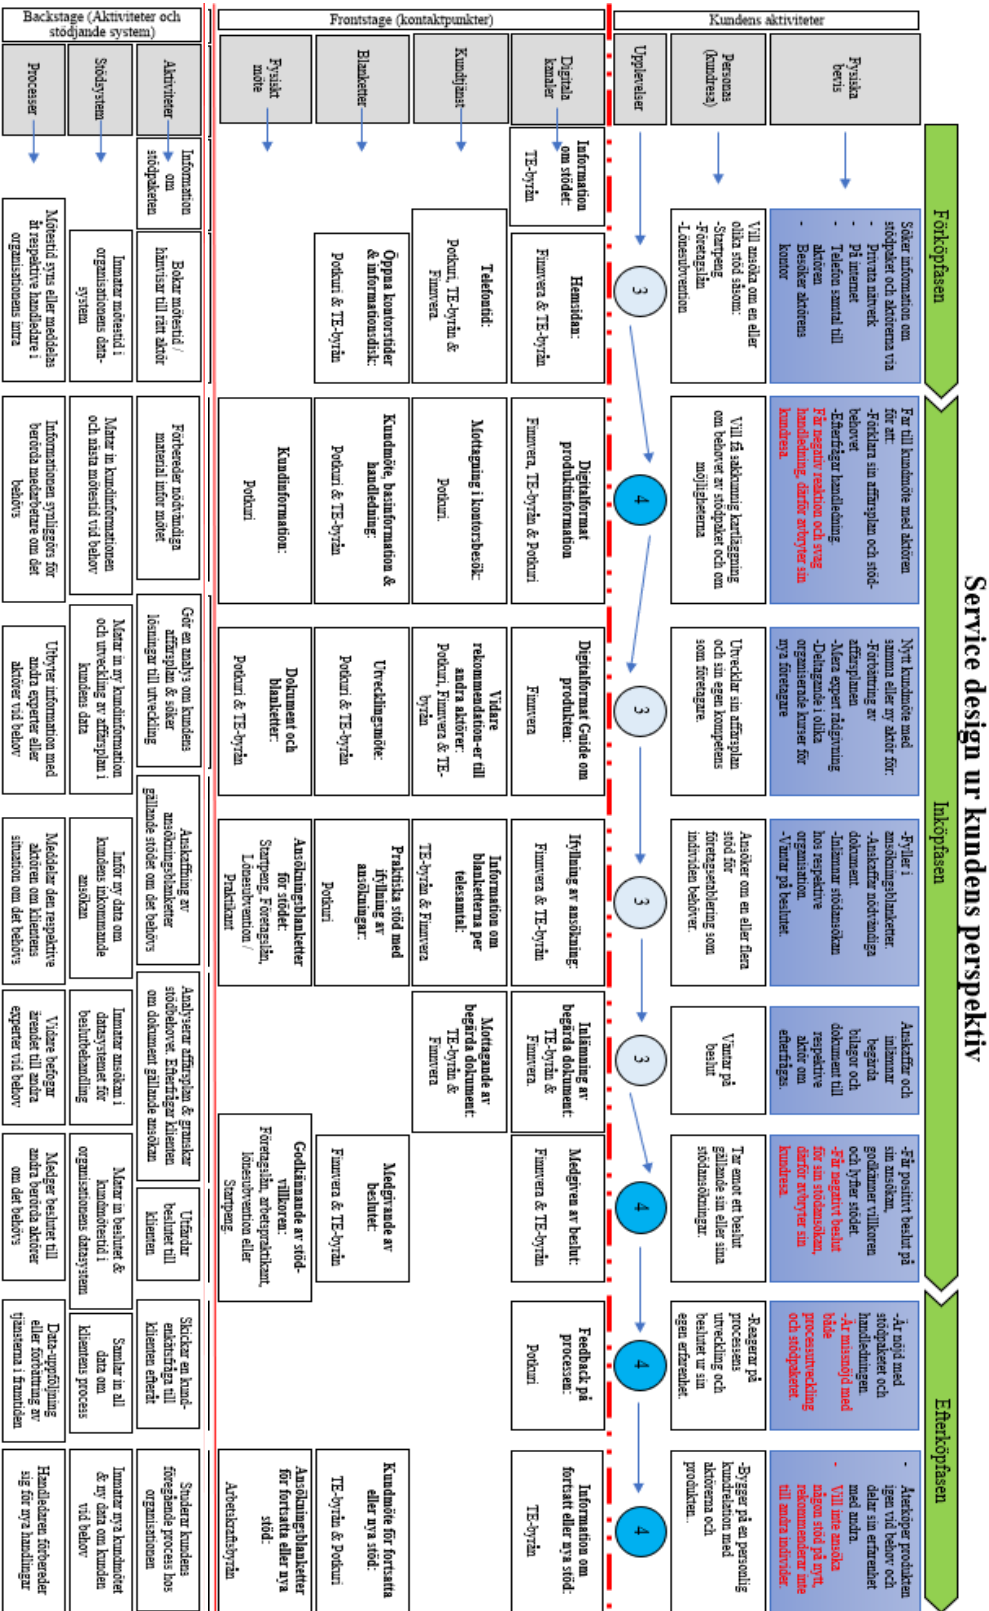 Service design ur kundens perspektiv
Förköpfasen
Inköpfasen
Efterköpfasen
Kundens aktiviteter
Fysiska
bevis
Söker information om
stödpaket och aktörerna via
- Privata nätverk
- På internet
- Telefon samtal till
aktören
- Besöker aktörens
kontor
Far till kundmöte med aktören
för att:
-Förklara sin affärsplan och stöd-
behovet
-Efterfrågar handledning.
Får negativ reaktion och svag
handledning, därför avbryter sin
kundresa.
Nytt kundmöte med
samma eller ny aktör för:
-Förbättring av
affärsplanen
-Mera expert rådgivning
-Deltagande i olika
organiserade kurser för
nya företagare
-Fyller i
ansökningsblanketter.
-Anskaffar nödvändiga
dokument.
-Inlämnar stödansökan
hos respektive
organisation.
-Väntar på beslutet.
Anskaffar och
inlämnar
begärda
bilagor och
dokument till
respektive
aktör om
efterfrågas
-Får positivt beslut på
sin ansökan,
godkänner villkoren
och lyfter stödet.
-Får negativt beslut
för sin stödansökan,
därför avbryter sin
kundresa.
-Är nöjd med
stödpaketet och
handledningen.
-Är missnöjd med
både
processutveckling
och stödpaketet.
- Återköper produkten
igen vid behov och
delar sin erfarenhet
med andra.
- Vill inte ansöka
någon stöd på nytt,
rekommenderar inte
till andra individer.
Personas
(kundresa)
Vill ansöka om en eller
olika stöd såsom:
-Startpeng
-Företagslån
-Lönesubvention
Vill få sakkunnig kartläggning
om behovet av stödpaket och om
möjligheterna
Utvecklar sin affärsplan
och sin egen kompetens
som företagare.
Ansöker om en eller flera
stöd för
företagsetablering som
individen behöver.
Väntar på
beslut
Tar emot ett beslut
gällande sin eller sina
stödansökningar.
-Reagerar på
processens
utveckling och
beslutet ur sin
egen erfarenhet.
-Bygger på en personlig
kundrelation med
aktörerna och
produkten.
Upplevelser
3
4
3
3
3
4
4
4
Frontstage (kontaktpunkter)
Digitala
kanaler
Information
om stödet:
TE-byrån
Hemsidan:
Finnvera & TE-byrån
Digitalformat
produktinformation
Finnvera, TE-byrån & Potkuri
Digitalformat Guide om
produkten:
Finnvera
Ifyllning av ansökning:
Finnvera & TE-byrån
Inlämning av
begärda dokument:
TE-byrån &
Finnvera.
Medgiven av beslut:
Finnvera & TE-byrån
Feedback på
processen:
Potkuri
Information om
fortsatt eller nya stöd:
TE-byrån
Kundtjänst
Telefontid:
Potkuri, TE-byrån &
Finnvera.
Mottagning i kontorsbesök:
Potkuri.
Vidare
rekommendation-er till
andra aktörer:
Potkuri, Finnvera & TE-
byrån
Information om
blanketterna per
telesamtal:
TE-byrån & Finnvera
Mottagande av
begärda dokument:
TE-byrån &
Finnvera
Blanketter
Öppna kontorstider
& informationsdisk:
Potkuri & TE-byrån
Kundmöte, basinformation &
handledning:
Potkuri & TE-byrån
Utvecklingsmöte:
Potkuri & TE-byrån
Praktiska stöd med
ifyllning av
ansökningar:
Potkuri
Medgivande av
beslutet:
Finnvera & TE-byrån
Kundmöte för fortsatta
eller nya stöd:
TE-byrån & Potkuri
Fysiskt
möte
Kundinformation:
Potkuri
Dokument och
blanketter:
Potkuri & TE-byrån
Ansökningsblanketter
för stödet:
Startpeng, Företagslån,
Lönesubvention /
Praktikant
Godkännande av stöd-
villkoren:
Företagslån, arbetspraktikant,
lönesubvention eller
Startpeng.
Ansökningsblanketter
för fortsatta eller nya
stöd:
Arbetskraftsbyrån
Backstage (Aktiviteter och
stödjande system)
Aktiviteter
Information
om
stödpaketen
Bokar mötestid /
hänvisar till rätt aktör
Förbereder nödvändiga
material inför mötet
Gör en analys om kundens
affärsplan & söker
lösningar till utveckling
Anskaffning av
ansökningsblanketter
gällande stödet om det behövs
Analyserar affärsplan & granskar
stödbehovet. Efterfrågar klienten
om dokument gällande ansökan
Utfärdar
beslutet till
klienten
Skickar en kund-
enkätsfråga till
klienten efteråt
Studerar kundens
föregående process hos
organisationen
Stödsystem
Inmatar mötestid i
organisationens data-
system
Matar in kundinformationen
och nästa mötestid vid behov
Matar in ny kundinformation
och utveckling av affärsplan i
kundens data
Inför ny data om
kundens inkommande
ansökan
Inmatar ansökan i
datasystemet för
beslutbehandling
Matar in beslutet &
kundmötestid i
organisationens datasystem
Samlar in all
data om
klientens process
Inmatar nya kundmötet
& ny data om kunden
vid behov
Processer
Mötestid syns eller meddelas
åt respektive handledare i
organisationens intra
Informationen synliggörs för
berörda medarbetare om det
behövs
Utbyter information med
andra experter eller
aktörer vid behov
Meddelar den respektive
aktören om klientens
situation om det behövs
Vidare befogar
ärendet till andra
experter vid behov
Medger beslutet till
andra berörda aktörer
om det behövs
Data-uppföljning
eller förbättring av
tjänsterna i framtiden
Handledaren förbereder
sig för nya handlingar